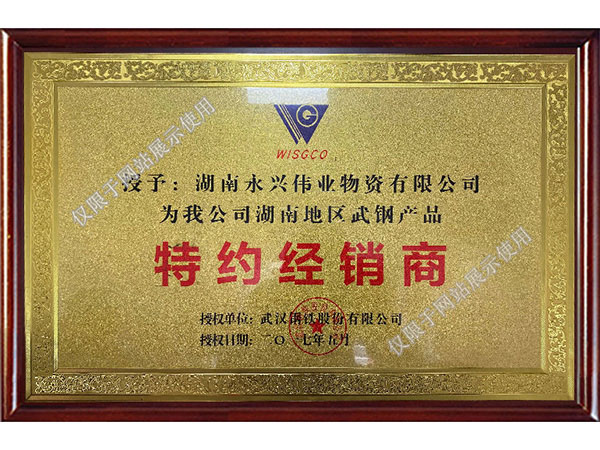 WISGCO
授予：湖南永兴伟业物资有限公司
为我公司湖南地区武钢产品
特约经销商
授权单位：武汉钢铁股份有限公司
授权日期：二〇一七年五月
仅限于网站展示使用
仅限于网站展示使用